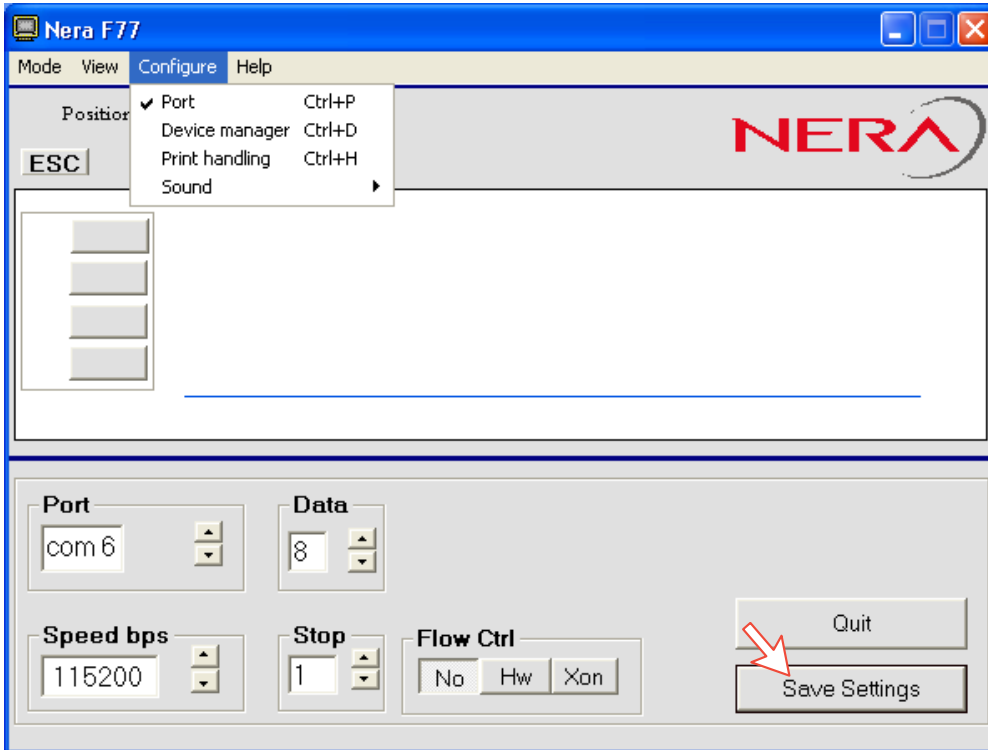 Nera F77
Mode View Configure Help
Port Ctrl+P
Device manager Ctrl+D
Print handling Ctrl+H
Sound
Position
ESC
NERA
Port
com 6
Data
8
Speed bps
115200
Stop
1
Flow Ctrl
No Hw Xon
Quit
Save Settings